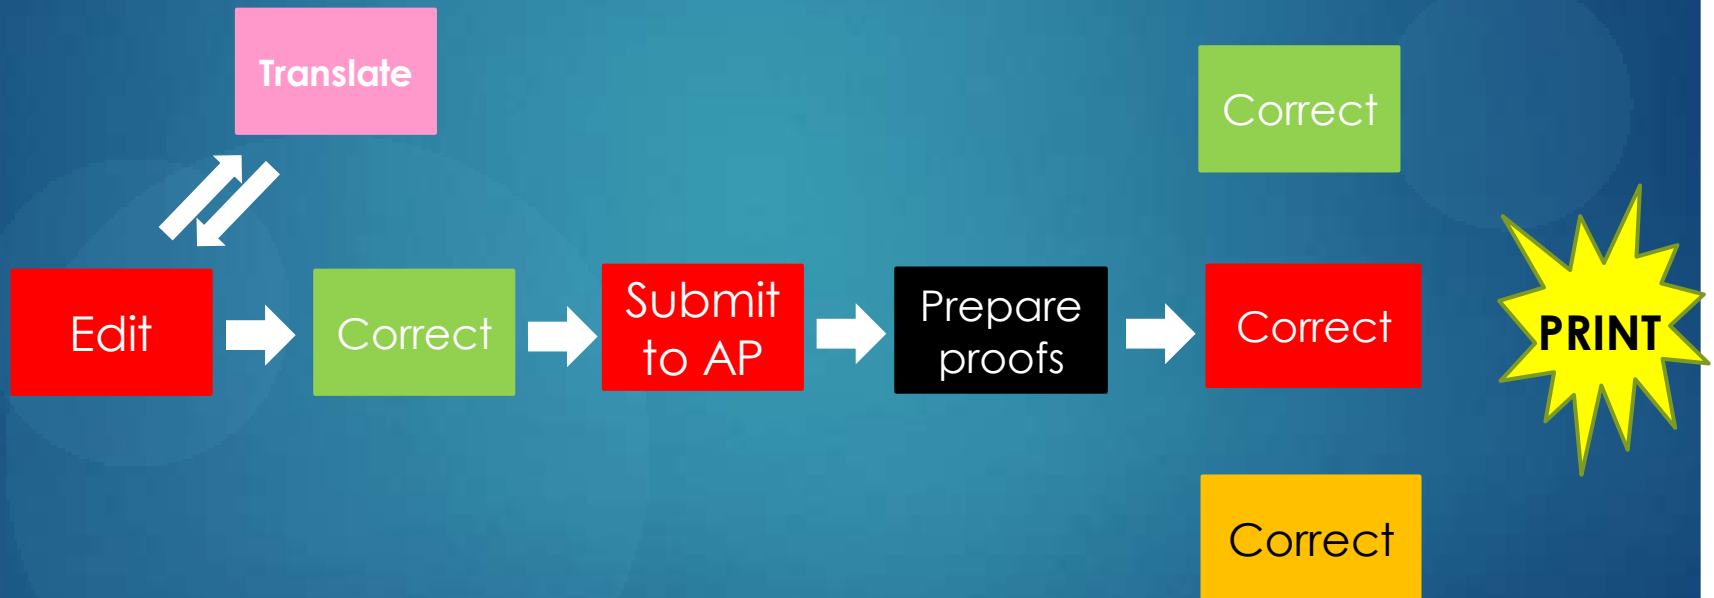 Translate
Correct
Edit
Correct
Submit
to AP
Prepare
proofs
Correct
PRINT
Correct